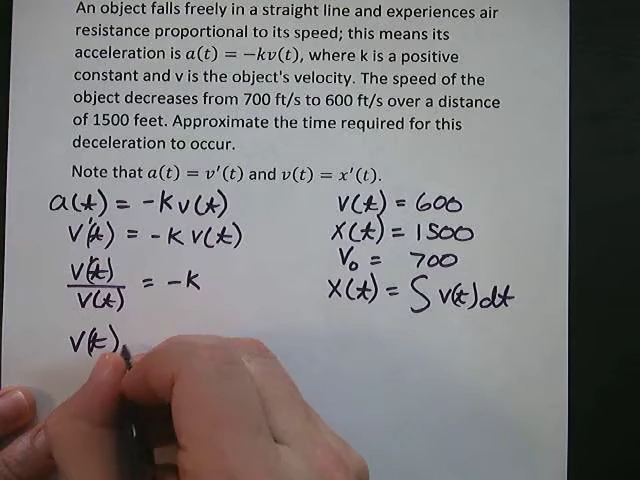 An object falls freely in a straight line and experiences air
resistance proportional to its speed; this means its
acceleration is a(t) = −kv(t), where k is a positive
constant and v is the object's velocity. The speed of the
object decreases from 700 ft/s to 600 ft/s over a distance
of 1500 feet. Approximate the time required for this
deceleration to occur.
Note that a(t) = v′(t) and v(t) = x′(t).
a(t) = -k v(t)
v'(t) = -k v(t)
v'(t)/v(t) = -k
v(t)
v(t) = 600
x(t) = 1500
v₀ = 700
x(t) = ∫ v(t) dt